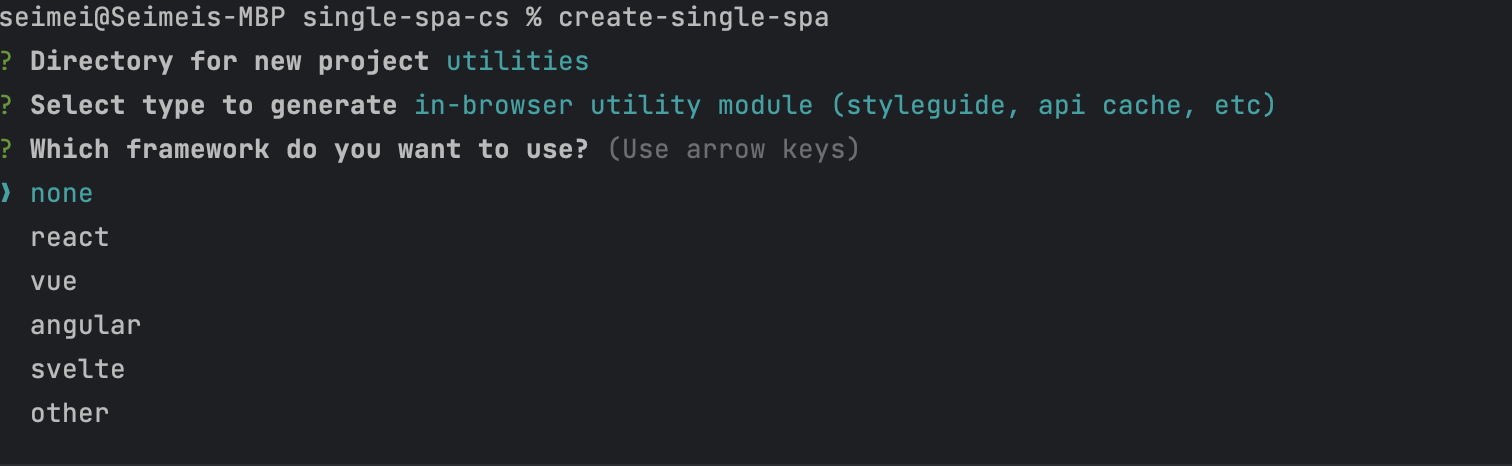 seimei@Seimeis-MBP single-spa-cs % create-single-spa
? Directory for new project utilities
? Select type to generate in-browser utility module (styleguide, api cache, etc)
? Which framework do you want to use? (Use arrow keys)
❯ none
react
vue
angular
svelte
other